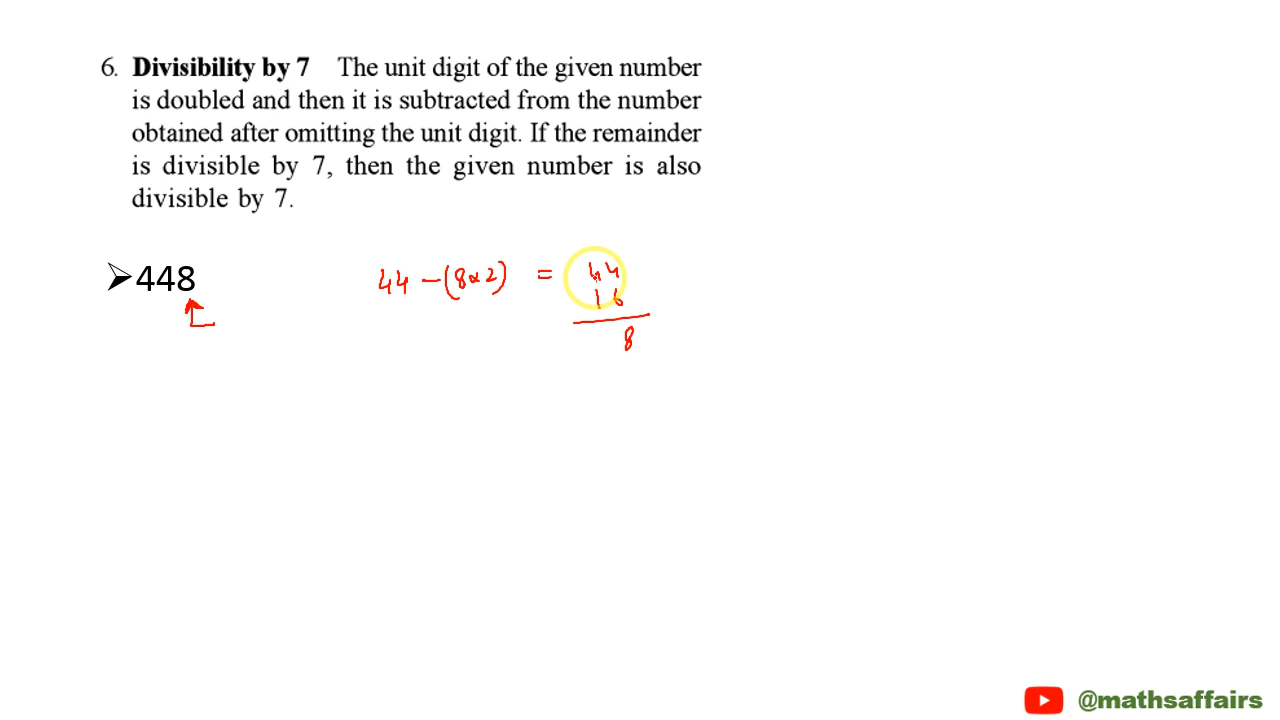 6. Divisibility by 7 The unit digit of the given number
is doubled and then it is subtracted from the number
obtained after omitting the unit digit. If the remainder
is divisible by 7, then the given number is also
divisible by 7.
➢448
44 - (8×2) = 44
16
8
@mathsaffairs